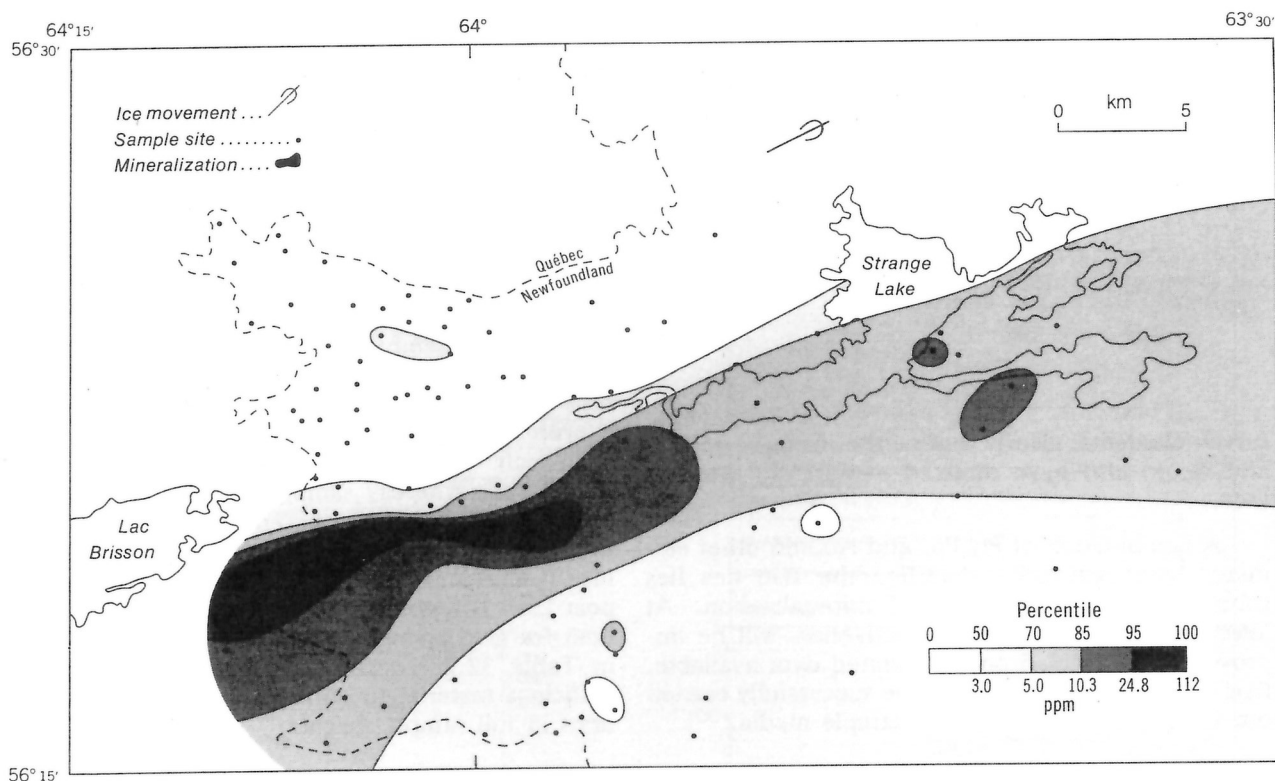 64° 15'
64°
63° 30'
56° 30'
Ice movement ....
Sample site .........
Mineralization ....
km
0 5
Québec
Newfoundland
Strange
Lake
Lac
Brisson
Percentile
0 50 70 85 95 100
3.0 5.0 10.3 24.8 112
ppm
56° 15'